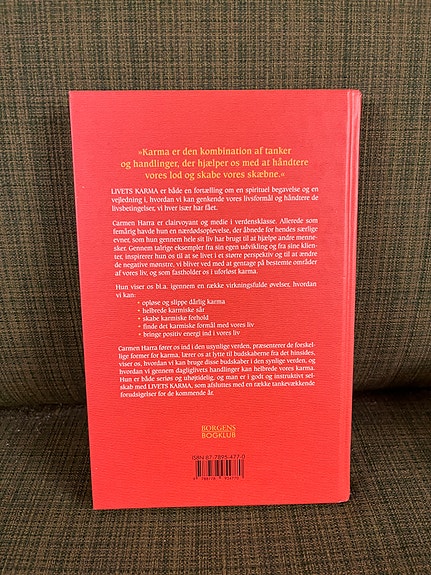 »Karma er den kombination af tanker
og handlinger, der hjælper os med at håndtere
vores lod og skabe vores skæbne.«
LIVETS KARMA er både en fortælling om en spirituel begavelse og en
vejledning i, hvordan vi kan genkende vores livsformål og håndtere de
livsbetingelser, vi hver især har fået.
Carmen Harra er clairvoyant og medie i verdensklasse. Allerede som
femårig havde hun en nærdødsoplevelse, der åbnede for hendes særlige
evner, som hun gennem hele sit liv har brugt til at hjælpe andre menne-
sker. Gennem talrige eksempler fra sin egen udvikling og fra sine klien-
ter, inspirerer hun os til at se livet i et større perspektiv og til at ændre
de negative mønstre, vi bliver ved med at gentage på bestemte områder
af vores liv, og som fastholder os i uforløst karma.
Hun viser os bl.a. igennem en række virkningsfulde øvelser, hvordan
vi kan:
• opløse og slippe dårlig karma
• helbrede karmiske sår
• skabe karmiske forhold
• finde det karmiske formål med vores liv
• bringe positiv energi ind i vores liv
Carmen Harra fører os ind i den usynlige verden, præsenterer de forskel-
lige former for karma, lærer os at lytte til budskaberne fra det hinsides,
viser os, hvordan vi kan bruge disse budskaber i den synlige verden, og
hvordan vi gennem dagliglivets handlinger kan helbrede vores karma.
Hun er både seriøs og uhøjtidelig, og man er i godt og instruktivt sel-
skab med LIVETS KARMA, som afsluttes med en række tankevækkende
forudsigelser for de kommende år.
BORGENS
BOGKLUB
ISBN 87-7895-477-0
9 788778 954770